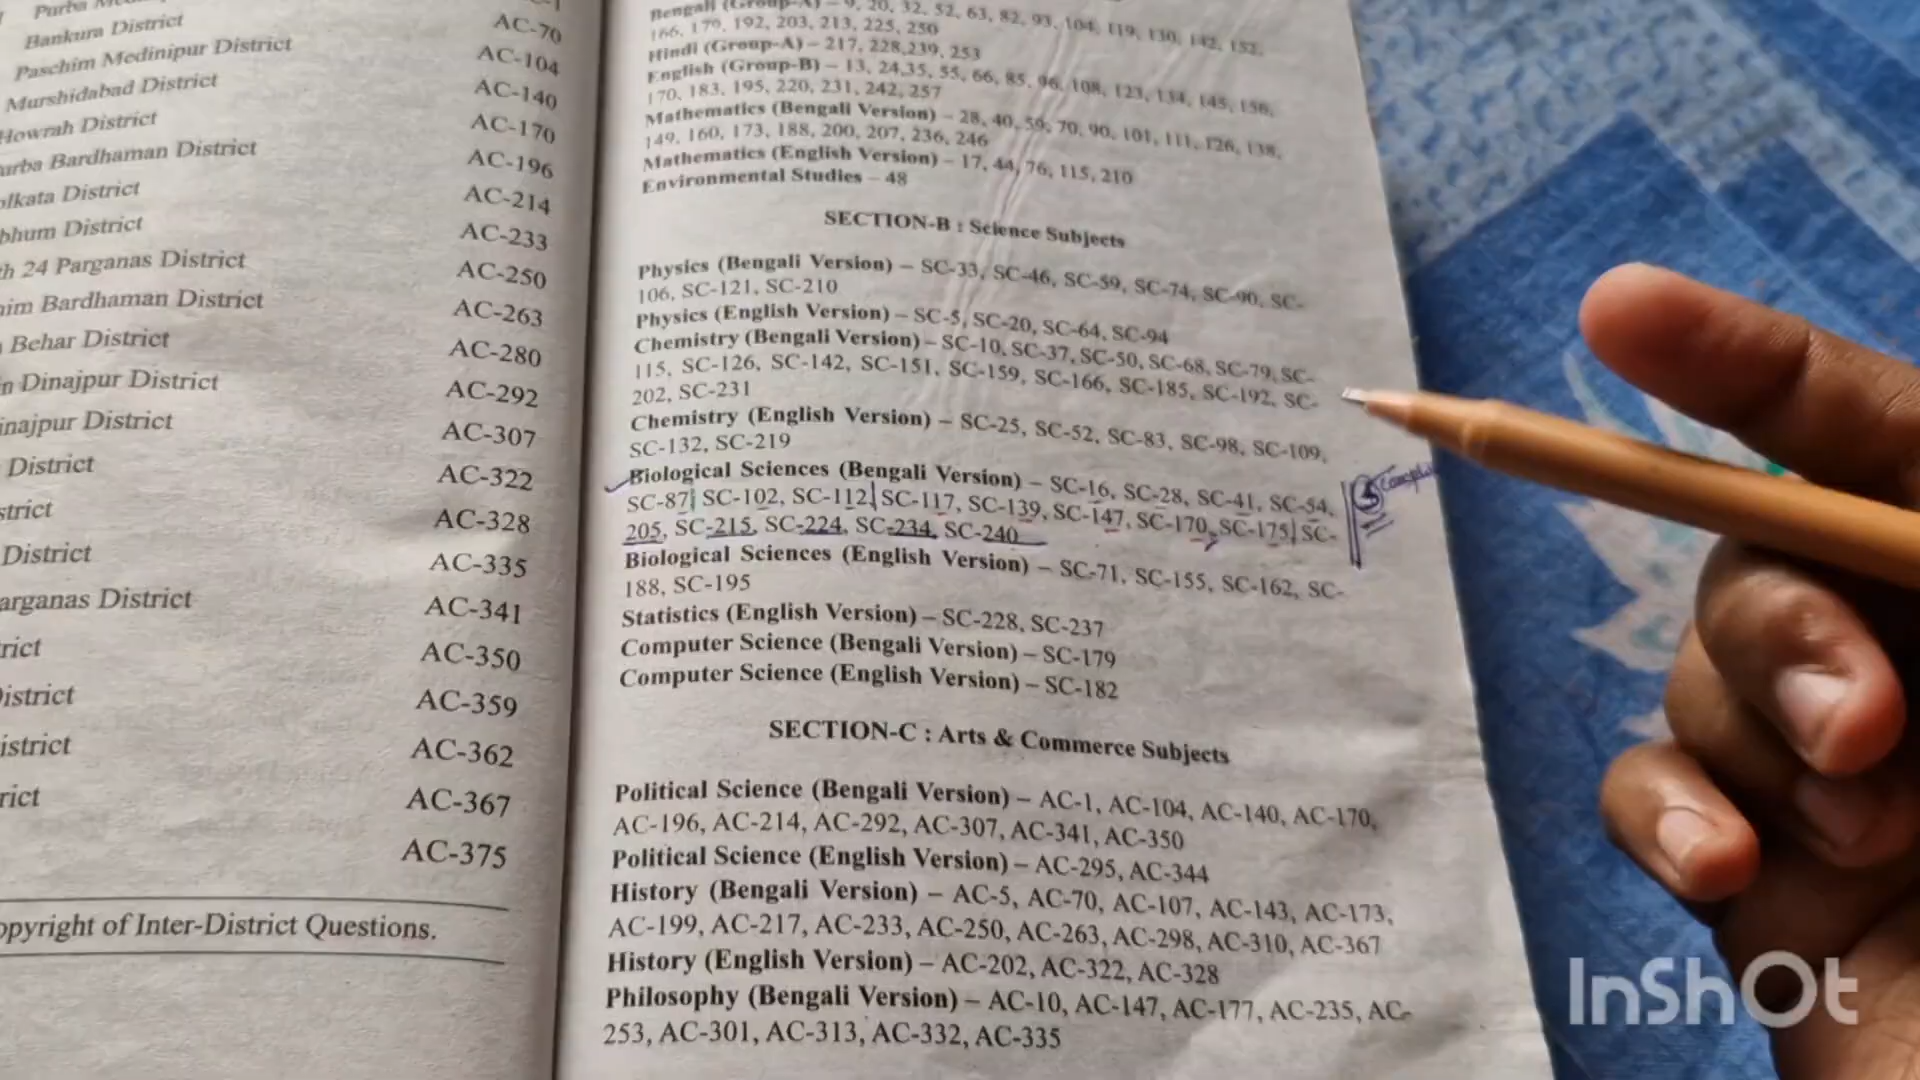 Bankura District
AC-70
Paschim Medinipur District
AC-104
Murshidabad District
AC-140
Howrah District
AC-170
Bardhaman District
AC-196
District
AC-214
District
AC-233
24 Parganas District
AC-250
Bardhaman District
AC-263
Behar District
AC-280
Dinajpur District
AC-292
District
AC-307
District
AC-322
AC-328
District
AC-335
District
AC-341
AC-350
AC-359
AC-362
AC-367
AC-375
of Inter-District Questions.
Bengali (Group-A) – 9, 20, 32, 52, 63, 82, 93, 104, 119, 130, 142, 152,
166, 179, 192, 203, 213, 225, 250
Hindi (Group-A) – 217, 228,239, 253
English (Group-B) – 13, 24,35, 55, 66, 85, 96, 108, 123, 134, 145, 156,
170, 183, 195, 220, 231, 242, 257
Mathematics (Bengali Version) – 28, 40, 59, 70, 90, 101, 111, 126, 138,
149, 160, 173, 188, 200, 207, 236, 246
Mathematics (English Version) – 17, 44, 76, 115, 210
Environmental Studies – 48
SECTION-B : Science Subjects
Physics (Bengali Version) – SC-33, SC-46, SC-59, SC-74, SC-90, SC-
106, SC-121, SC-210
Physics (English Version) – SC-5, SC-20, SC-64, SC-94
Chemistry (Bengali Version) – SC-10, SC-37, SC-50, SC-68, SC-79, SC-
115, SC-126, SC-142, SC-151, SC-159, SC-166, SC-185, SC-192, SC-
202, SC-231
Chemistry (English Version) – SC-25, SC-52, SC-83, SC-98, SC-109,
SC-132, SC-219
Biological Sciences (Bengali Version) – SC-16, SC-28, SC-41, SC-54,
SC-87, SC-102, SC-112, SC-117, SC-139, SC-147, SC-170, SC-175, SC-
205, SC-215, SC-224, SC-234, SC-240
Biological Sciences (English Version) – SC-71, SC-155, SC-162, SC-
188, SC-195
Statistics (English Version) – SC-228, SC-237
Computer Science (Bengali Version) – SC-179
Computer Science (English Version) – SC-182
SECTION-C : Arts & Commerce Subjects
Political Science (Bengali Version) – AC-1, AC-104, AC-140, AC-170,
AC-196, AC-214, AC-292, AC-307, AC-341, AC-350
Political Science (English Version) – AC-295, AC-344
History (Bengali Version) – AC-5, AC-70, AC-107, AC-143, AC-173,
AC-199, AC-217, AC-233, AC-250, AC-263, AC-298, AC-310, AC-367
History (English Version) – AC-202, AC-322, AC-328
Philosophy (Bengali Version) – AC-10, AC-147, AC-177, AC-235, AC-
253, AC-301, AC-313, AC-332, AC-335
InShOt